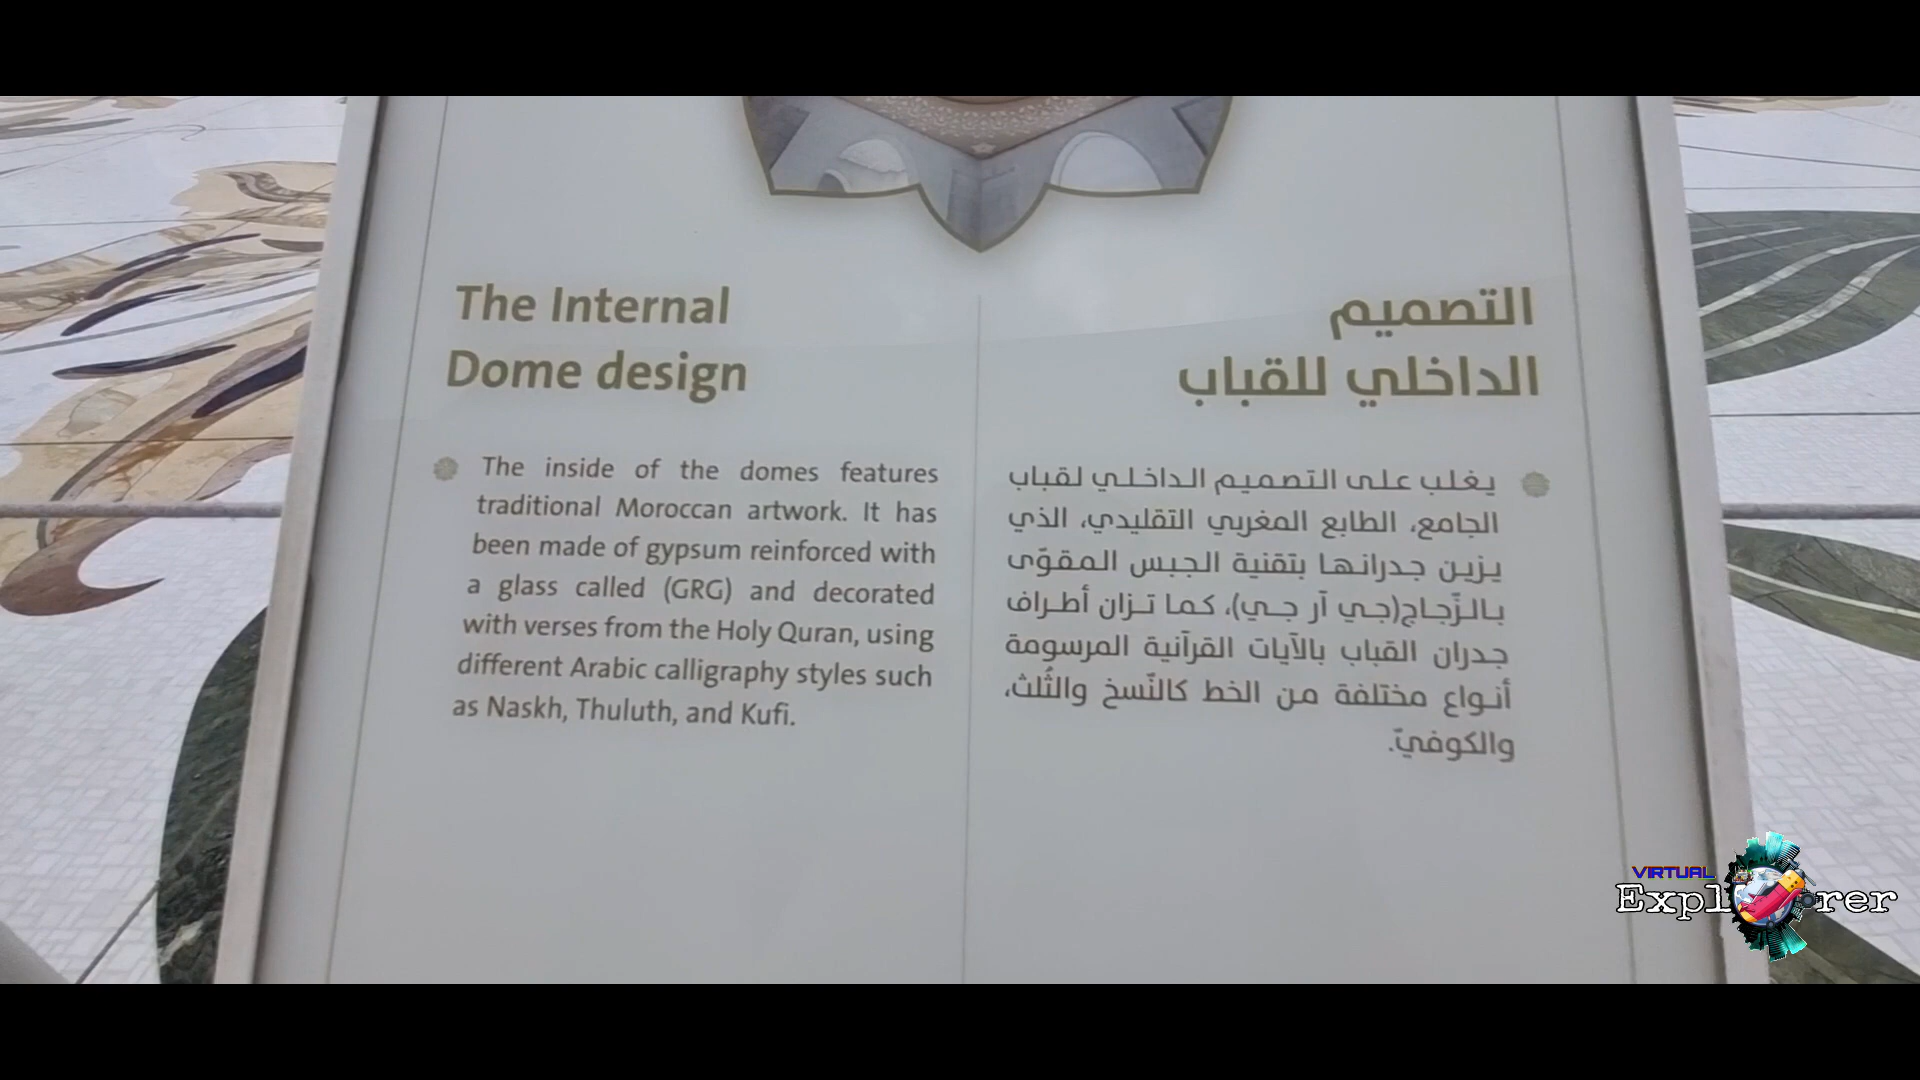 The Internal
Dome design
The inside of the domes features
traditional Moroccan artwork. It has
been made of gypsum reinforced with
a glass called (GRG) and decorated
with verses from the Holy Quran, using
different Arabic calligraphy styles such
as Naskh, Thuluth, and Kufi.
التصميم
الداخلي للقباب
يغلب على التصميم الداخلي لقباب
الجامع، الطابع المغربي التقليدي، الذي
يزين جدرانها بتقنية الجبس المقوّى
بالزّجاج(جي آر جي)، كما تزان أطراف
جدران القباب بالآيات القرآنية المرسومة
أنواع مختلفة من الخط كالنّسخ والثُلث،
والكوفيّ.
VIRTUAL
Explorer